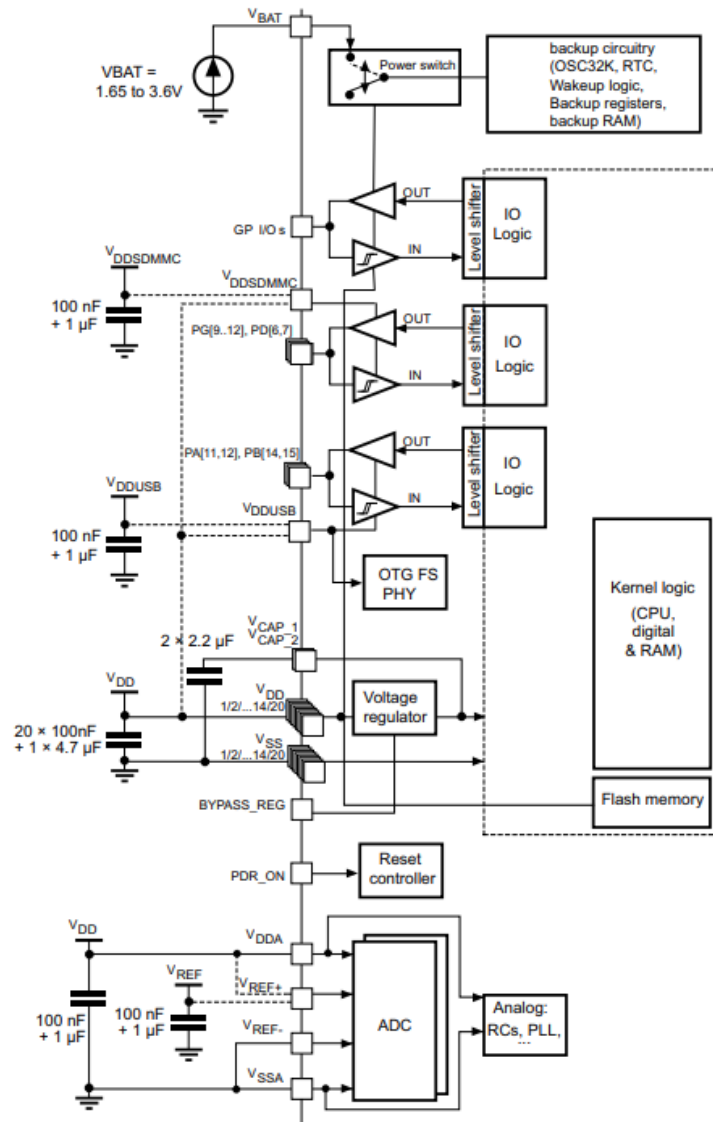 VBAT
VBAT =
1.65 to 3.6V
Power switch
backup circuitry
(OSC32K, RTC,
Wakeup logic,
Backup registers,
backup RAM)
OUT
GP I/Os
IN
Level shifter
IO
Logic
VDDSDMMC
100 nF
+ 1 µF
VDDSDMMC
PG[9..12], PD[6,7]
OUT
IN
Level shifter
IO
Logic
PA[11,12], PB[14,15]
OUT
IN
Level shifter
IO
Logic
VDDUSB
100 nF
+ 1 µF
VDDUSB
OTG FS
PHY
Kernel logic
(CPU,
digital
& RAM)
2 × 2.2 µF
VCAP_1
VCAP_2
VDD
20 × 100nF
+ 1 × 4.7 µF
VDD
1/2/...14/20
Voltage
regulator
VSS
1/2/...14/20
BYPASS_REG
Flash memory
PDR_ON
Reset
controller
VDD
100 nF
+ 1 µF
VREF
100 nF
+ 1 µF
VDDA
VREF+
VREF-
VSSA
ADC
Analog:
RCs, PLL,
...